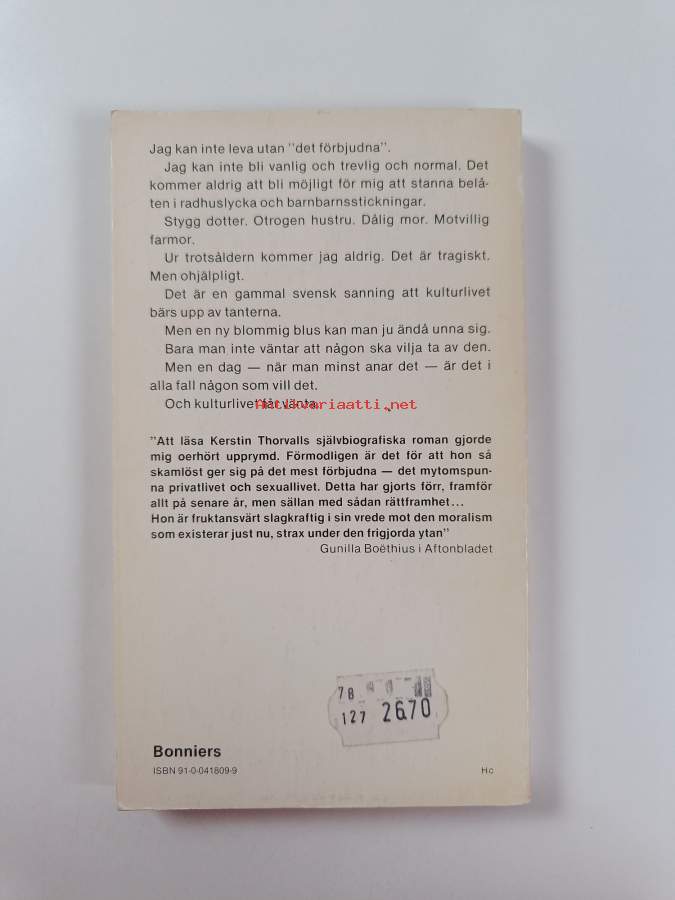 Jag kan inte leva utan "det förbjudna".
Jag kan inte bli vanlig och trevlig och normal. Det
kommer aldrig att bli möjligt för mig att stanna belå-
ten i radhuslycka och barnbarnsstickningar.
Stygg dotter. Otrogen hustru. Dålig mor. Motvillig
farmor.
Ur trotsåldern kommer jag aldrig. Det är tragiskt.
Men ohjälpligt.
Det är en gammal svensk sanning att kulturlivet
bärs upp av tanterna.
Men en ny blommig blus kan man ju ändå unna sig.
Bara man inte väntar att någon ska vilja ta av den.
Men en dag — när man minst anar det — är det i
alla fall någon som vill det.
Och kulturlivet får vänta.
Antikvariaatti.net
"Att läsa Kerstin Thorvalls självbiografiska roman gjorde
mig oerhört upprymd. Förmodligen är det för att hon så
skamlöst ger sig på det mest förbjudna — det mytomspun-
na privatlivet och sexuallivet. Detta har gjorts förr, framför
allt på senare år, men sällan med sådan rättframhet...
Hon är fruktansvärt slagkraftig i sin vrede mot den moralism
som existerar just nu, strax under den frigjorda ytan"
Gunilla Boëthius i Aftonbladet
78
127 2670
Bonniers
ISBN 91-0-041809-9
Hc